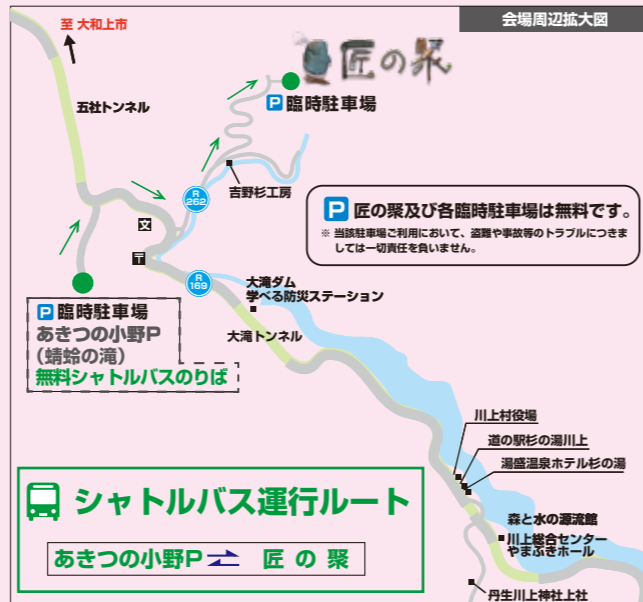 会場周辺拡大図
至 大和上市
匠の聚
P 臨時駐車場
五社トンネル
吉野杉工房
R
262
P 匠の聚及び各臨時駐車場は無料です。
※ 当該駐車場ご利用において、盗難や事故等のトラブルにつきま
しては一切責任を負いません。
文
〒
R
169
大滝ダム
学べる防災ステーション
大滝トンネル
P 臨時駐車場
あきつの小野P
(蜻蛉の滝)
無料シャトルバスのりば
川上村役場
道の駅杉の湯川上
湯盛温泉ホテル杉の湯
シャトルバス運行ルート
あきつの小野P ⇄ 匠の聚
森と水の源流館
川上総合センター
やまぶきホール
丹生川上神社上社